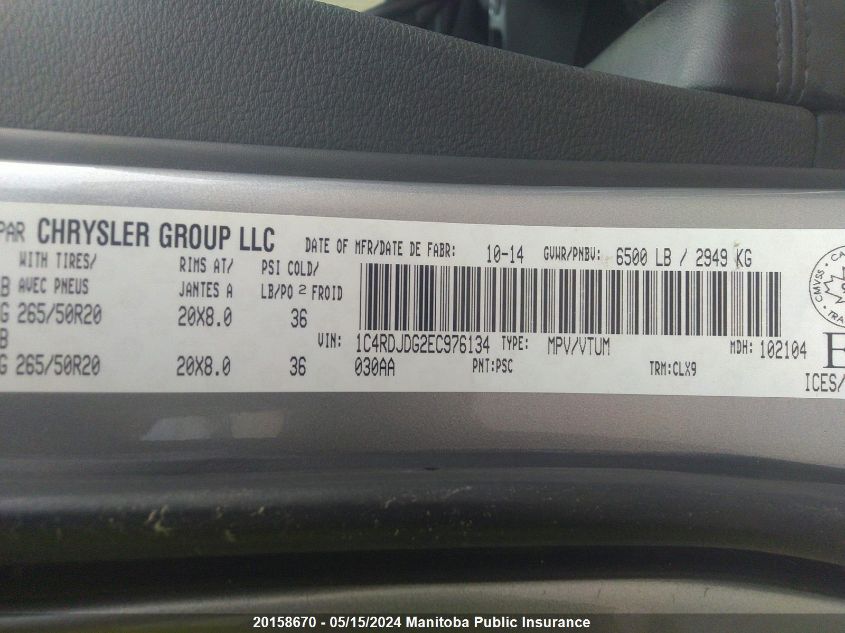 PAR CHRYSLER GROUP LLC DATE OF MFR/DATE DE FABR: 10-14 GVWR/PNBV: 6500 LB / 2949 KG
WITH TIRES/ RIMS AT/ PSI COLD/
B AVEC PNEUS JANTES A LB/PO 2 FROID
G 265/50R20 20X8.0 36
B VIN: 1C4RDJDG2EC976134 TYPE: MPV/VTUM MDH: 102104
G 265/50R20 20X8.0 36 030AA PNT:PSC TRM:CLX9
CMVSS
TRA
E
ICES/
20158670 - 05/15/2024 Manitoba Public Insurance